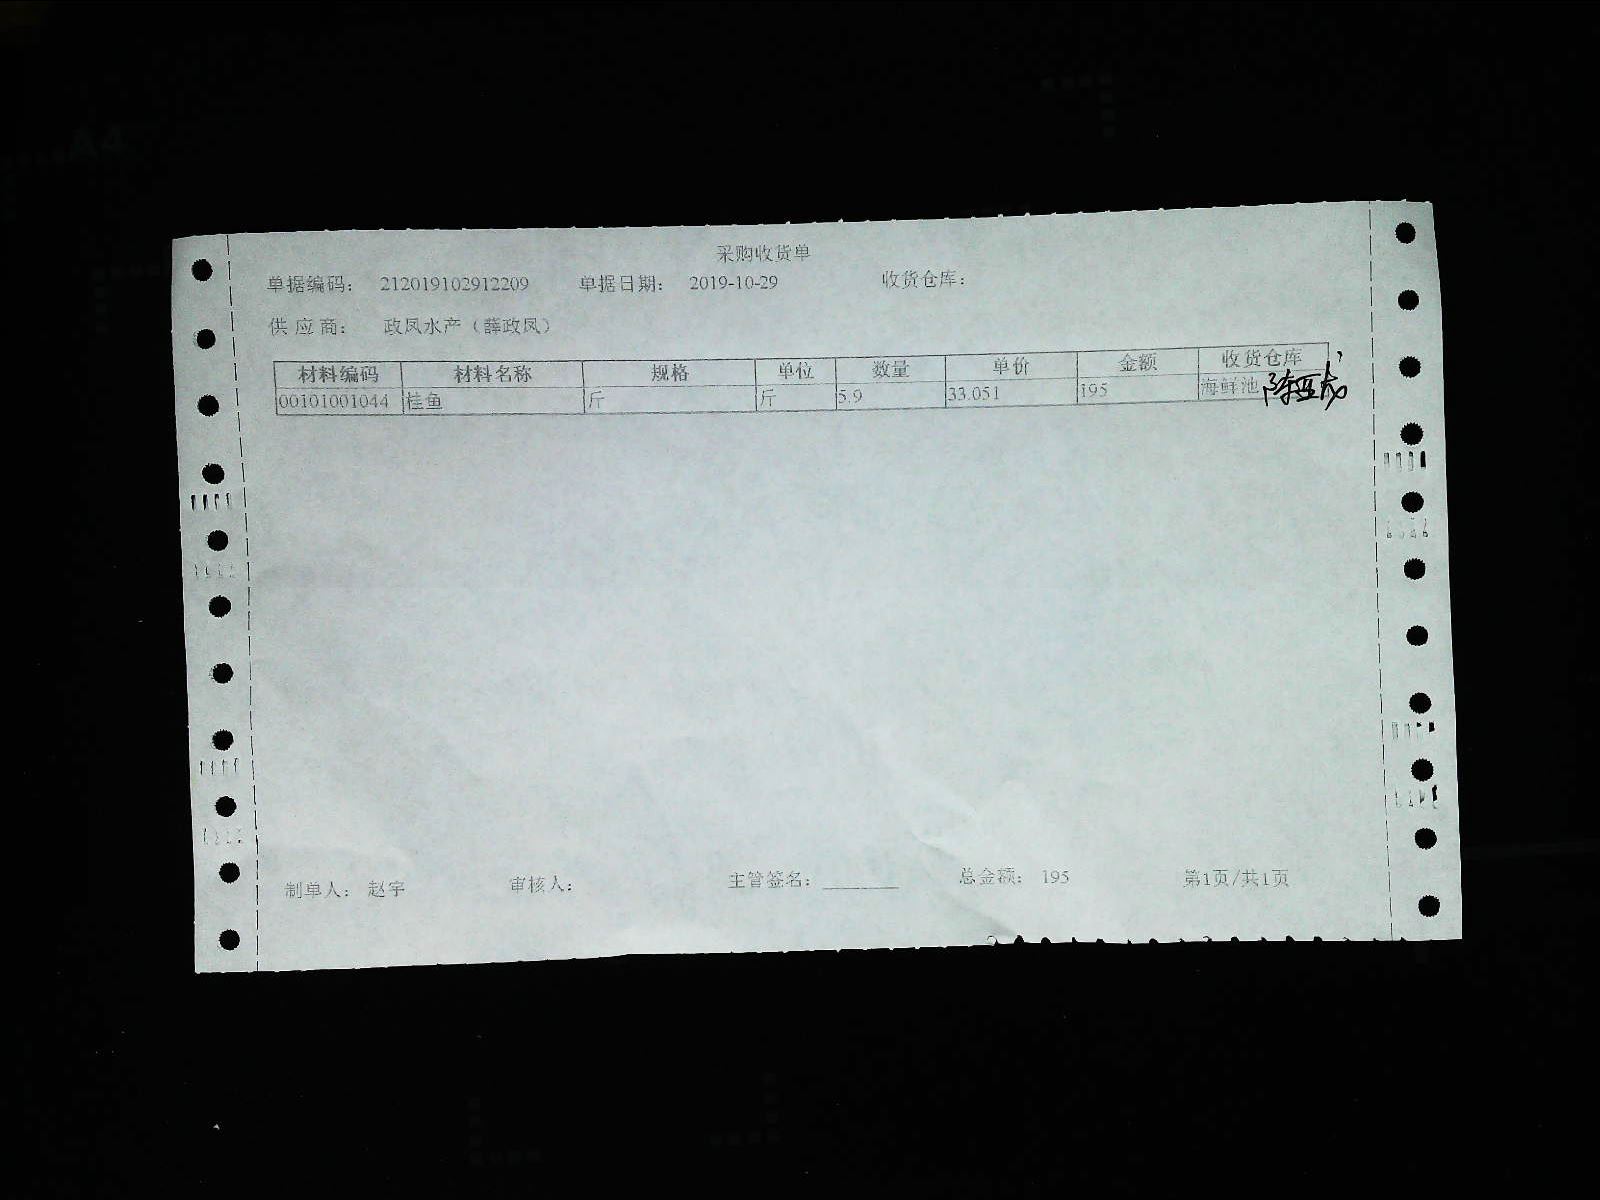 采购收货单
单据编码： 212019102912209 单据日期： 2019-10-29 收货仓库：
供应商： 政凤水产（薛政凤）
材料编码 材料名称 规格 单位 数量 单价 金额 收货仓库
00101001044 桂鱼 斤 斤 5.9 33.051 195 海鲜池
制单人： 赵宇 审核人： 主管签名： 总金额： 195 第1页/共1页